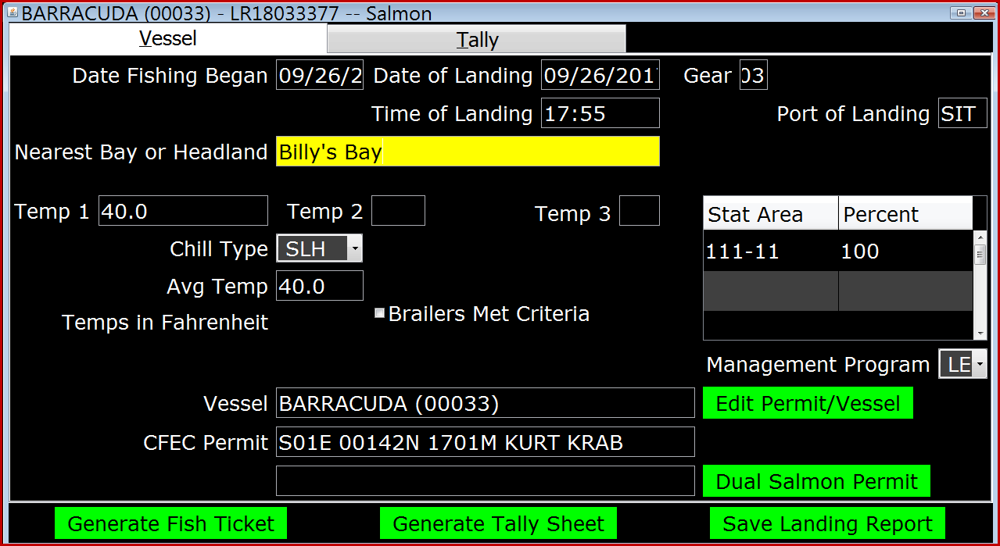 BARRACUDA (00033) - LR18033377 -- Salmon
Vessel Tally
Date Fishing Began 09/26/2 Date of Landing 09/26/201 Gear 03
Time of Landing 17:55 Port of Landing SIT
Nearest Bay or Headland Billy's Bay
Temp 1 40.0 Temp 2 Temp 3
Stat Area Percent
Chill Type SLH
111-11 100
Avg Temp 40.0
Brailers Met Criteria
Temps in Fahrenheit
Management Program LE
Vessel BARRACUDA (00033) Edit Permit/Vessel
CFEC Permit S01E 00142N 1701M KURT KRAB
Dual Salmon Permit
Generate Fish Ticket Generate Tally Sheet Save Landing Report